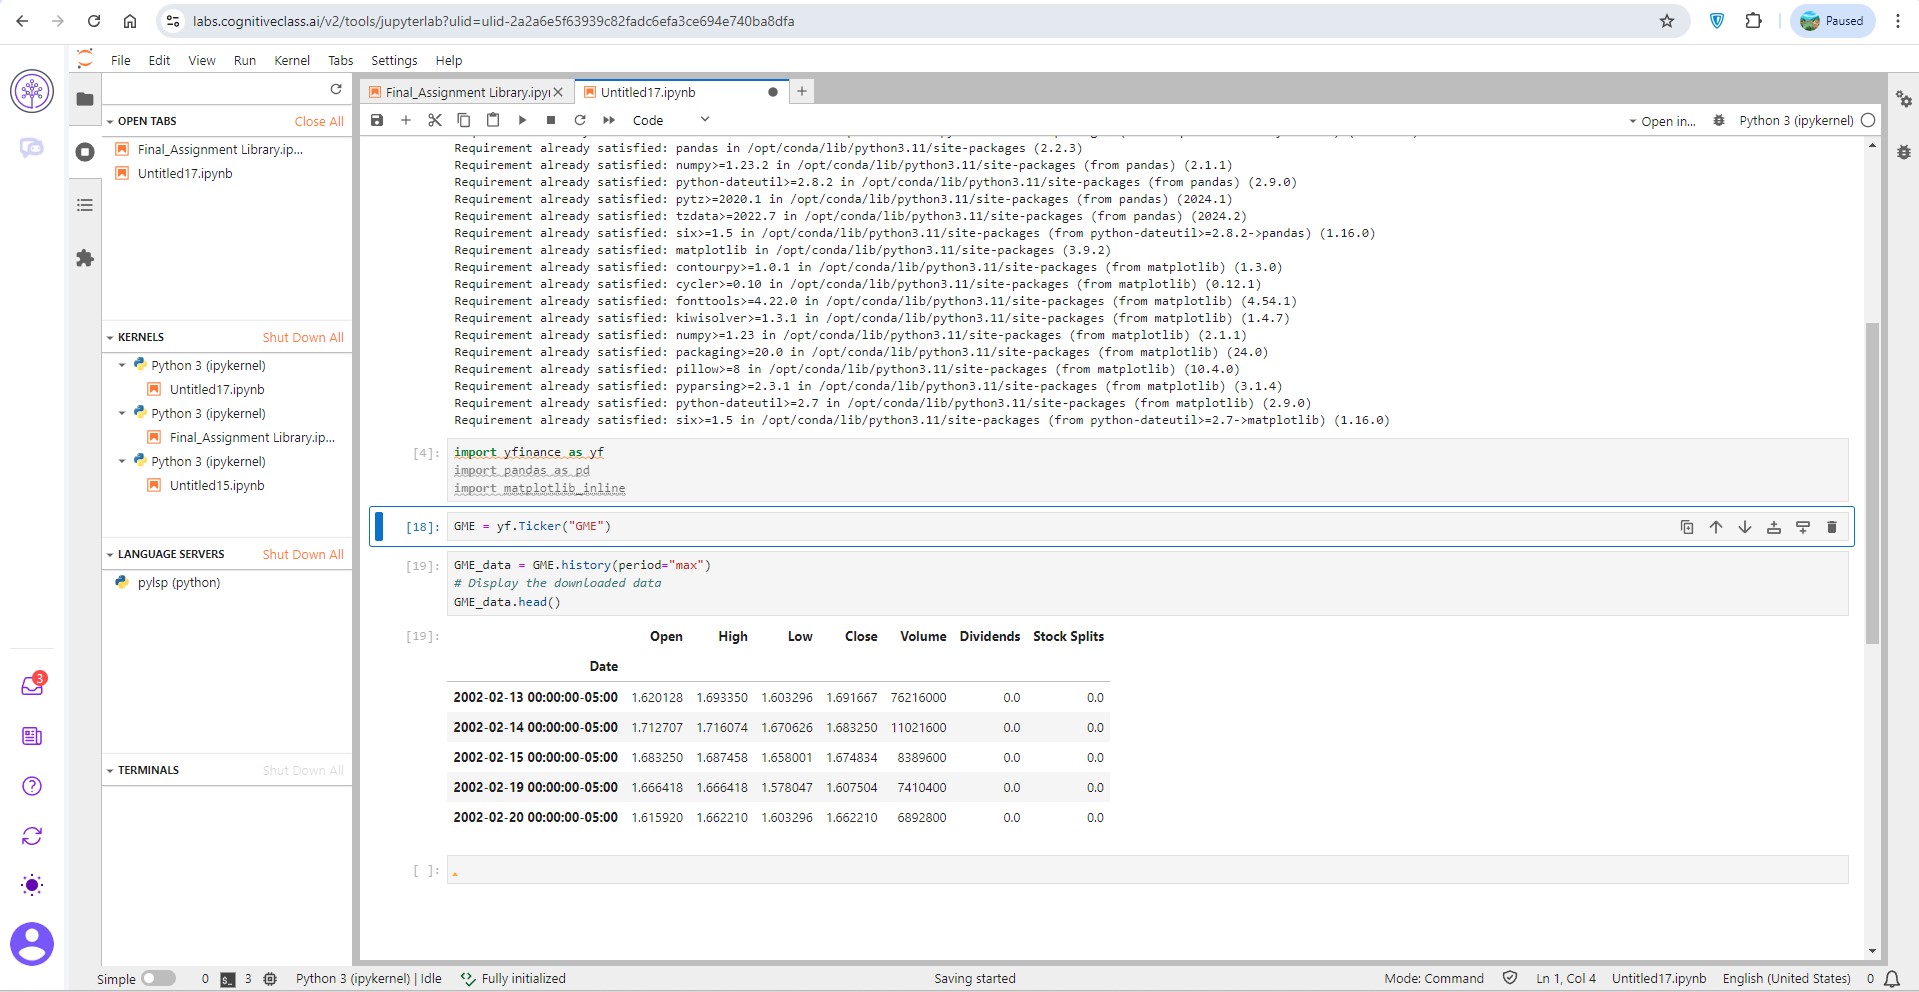 labs.cognitiveclass.ai/v2/tools/jupyterlab?ulid=ulid-2a2a6e5f63939c82fadc6efa3ce694e740ba8dfa
Paused
File Edit View Run Kernel Tabs Settings Help
Final_Assignment Library.ipy
Untitled17.ipynb
Code
Open in...
Python 3 (ipykernel)
OPEN TABS Close All
Final_Assignment Library.ip...
Untitled17.ipynb
KERNELS Shut Down All
Python 3 (ipykernel)
Untitled17.ipynb
Python 3 (ipykernel)
Final_Assignment Library.ip...
Python 3 (ipykernel)
Untitled15.ipynb
LANGUAGE SERVERS Shut Down All
pylsp (python)
TERMINALS Shut Down All
3
Requirement already satisfied: pandas in /opt/conda/lib/python3.11/site-packages (2.2.3)
Requirement already satisfied: numpy>=1.23.2 in /opt/conda/lib/python3.11/site-packages (from pandas) (2.1.1)
Requirement already satisfied: python-dateutil>=2.8.2 in /opt/conda/lib/python3.11/site-packages (from pandas) (2.9.0)
Requirement already satisfied: pytz>=2020.1 in /opt/conda/lib/python3.11/site-packages (from pandas) (2024.1)
Requirement already satisfied: tzdata>=2022.7 in /opt/conda/lib/python3.11/site-packages (from pandas) (2024.2)
Requirement already satisfied: six>=1.5 in /opt/conda/lib/python3.11/site-packages (from python-dateutil>=2.8.2->pandas) (1.16.0)
Requirement already satisfied: matplotlib in /opt/conda/lib/python3.11/site-packages (3.9.2)
Requirement already satisfied: contourpy>=1.0.1 in /opt/conda/lib/python3.11/site-packages (from matplotlib) (1.3.0)
Requirement already satisfied: cycler>=0.10 in /opt/conda/lib/python3.11/site-packages (from matplotlib) (0.12.1)
Requirement already satisfied: fonttools>=4.22.0 in /opt/conda/lib/python3.11/site-packages (from matplotlib) (4.54.1)
Requirement already satisfied: kiwisolver>=1.3.1 in /opt/conda/lib/python3.11/site-packages (from matplotlib) (1.4.7)
Requirement already satisfied: numpy>=1.23 in /opt/conda/lib/python3.11/site-packages (from matplotlib) (2.1.1)
Requirement already satisfied: packaging>=20.0 in /opt/conda/lib/python3.11/site-packages (from matplotlib) (24.0)
Requirement already satisfied: pillow>=8 in /opt/conda/lib/python3.11/site-packages (from matplotlib) (10.4.0)
Requirement already satisfied: pyparsing>=2.3.1 in /opt/conda/lib/python3.11/site-packages (from matplotlib) (3.1.4)
Requirement already satisfied: python-dateutil>=2.7 in /opt/conda/lib/python3.11/site-packages (from matplotlib) (2.9.0)
Requirement already satisfied: six>=1.5 in /opt/conda/lib/python3.11/site-packages (from python-dateutil>=2.7->matplotlib) (1.16.0)
[4]: import yfinance as yf
import pandas as pd
import matplotlib_inline
[18]: GME = yf.Ticker("GME")
[19]: GME_data = GME.history(period="max")
# Display the downloaded data
GME_data.head()
[19]: Open High Low Close Volume Dividends Stock Splits
Date
2002-02-13 00:00:00-05:00 1.620128 1.693350 1.603296 1.691667 76216000 0.0 0.0
2002-02-14 00:00:00-05:00 1.712707 1.716074 1.670626 1.683250 11021600 0.0 0.0
2002-02-15 00:00:00-05:00 1.683250 1.687458 1.658001 1.674834 8389600 0.0 0.0
2002-02-19 00:00:00-05:00 1.666418 1.666418 1.578047 1.607504 7410400 0.0 0.0
2002-02-20 00:00:00-05:00 1.615920 1.662210 1.603296 1.662210 6892800 0.0 0.0
[ ]:
Simple 0 3 Python 3 (ipykernel) | Idle Fully initialized Saving started Mode: Command Ln 1, Col 4 Untitled17.ipynb English (United States) 0